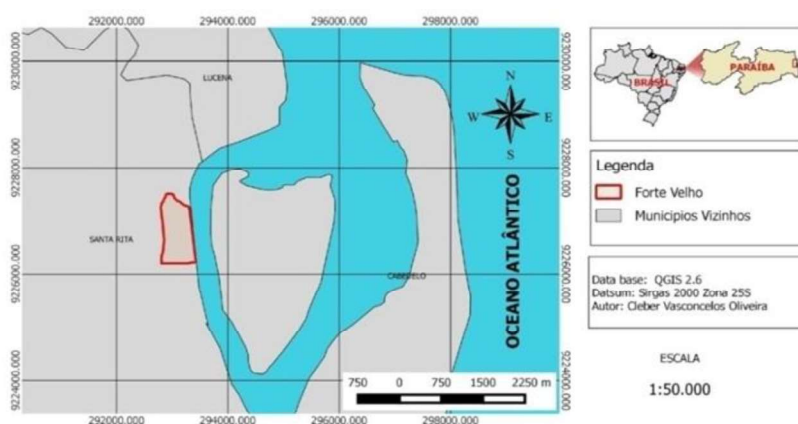 292000.000 294000.000 296000.000 298000.000
9230000.000 9230000.000
LUCENA
N
W E
S
9228000.000 9228000.000
SANTA RITA
OCEANO ATLÂNTICO
9226000.000 9226000.000
CABEDELO
750 0 750 1500 2250 m
9224000.000 9224000.000
292000.000 294000.000 296000.000 298000.000
BRASIL
PARAÍBA
Legenda
Forte Velho
Municipios Vizinhos
Data base: QGIS 2.6
Datsum: Sirgas 2000 Zona 25S
Autor: Cleber Vasconcelos Oliveira
ESCALA
1:50.000